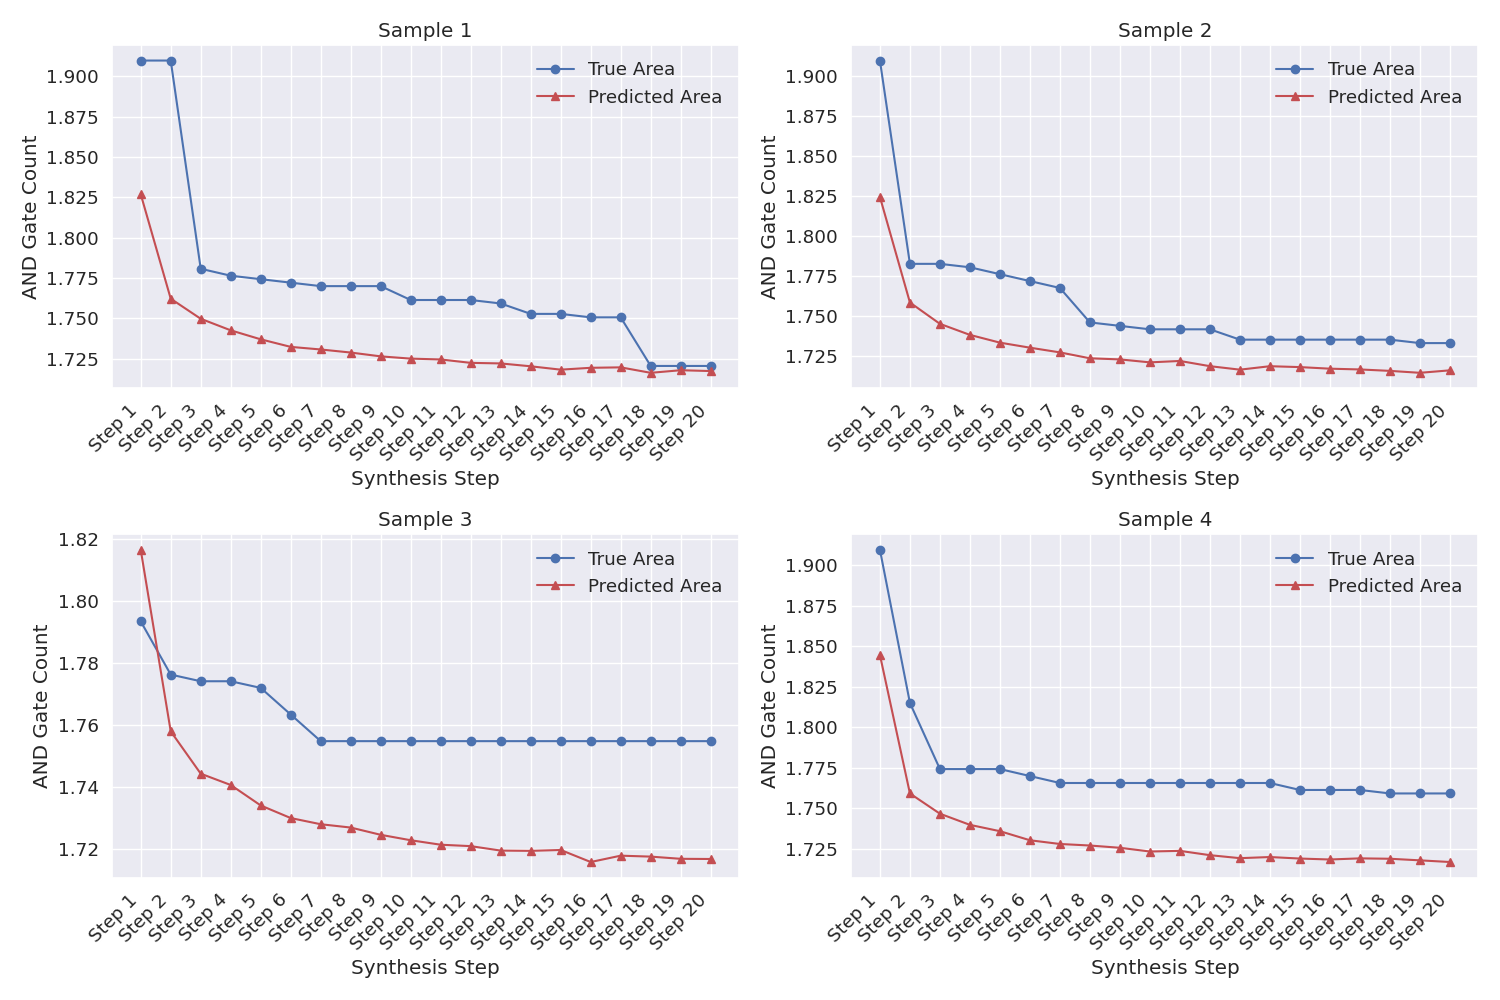 Sample 1
True Area
Predicted Area
AND Gate Count
1.900
1.875
1.850
1.825
1.800
1.775
1.750
1.725
Step 1
Step 2
Step 3
Step 4
Step 5
Step 6
Step 7
Step 8
Step 9
Step 10
Step 11
Step 12
Step 13
Step 14
Step 15
Step 16
Step 17
Step 18
Step 19
Step 20
Synthesis Step
Sample 2
True Area
Predicted Area
AND Gate Count
1.900
1.875
1.850
1.825
1.800
1.775
1.750
1.725
Step 1
Step 2
Step 3
Step 4
Step 5
Step 6
Step 7
Step 8
Step 9
Step 10
Step 11
Step 12
Step 13
Step 14
Step 15
Step 16
Step 17
Step 18
Step 19
Step 20
Synthesis Step
Sample 3
True Area
Predicted Area
AND Gate Count
1.82
1.80
1.78
1.76
1.74
1.72
Step 1
Step 2
Step 3
Step 4
Step 5
Step 6
Step 7
Step 8
Step 9
Step 10
Step 11
Step 12
Step 13
Step 14
Step 15
Step 16
Step 17
Step 18
Step 19
Step 20
Synthesis Step
Sample 4
True Area
Predicted Area
AND Gate Count
1.900
1.875
1.850
1.825
1.800
1.775
1.750
1.725
Step 1
Step 2
Step 3
Step 4
Step 5
Step 6
Step 7
Step 8
Step 9
Step 10
Step 11
Step 12
Step 13
Step 14
Step 15
Step 16
Step 17
Step 18
Step 19
Step 20
Synthesis Step